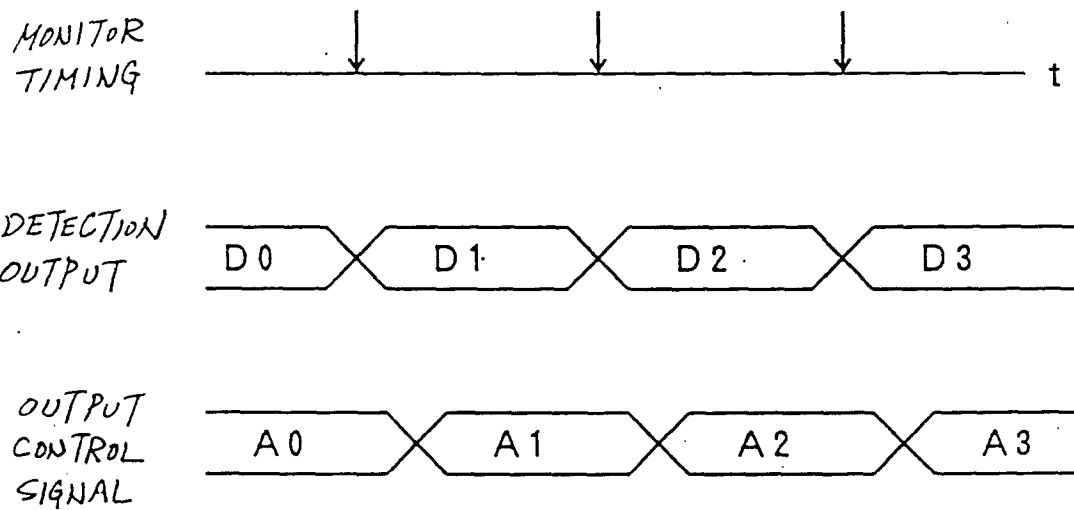 MONITOR
TIMING
t
DETECTION
OUTPUT
D0 D1 D2 D3
OUTPUT
CONTROL
SIGNAL
A0 A1 A2 A3